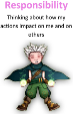 Responsibility
Thinking about how my
actions impact on me and on
others